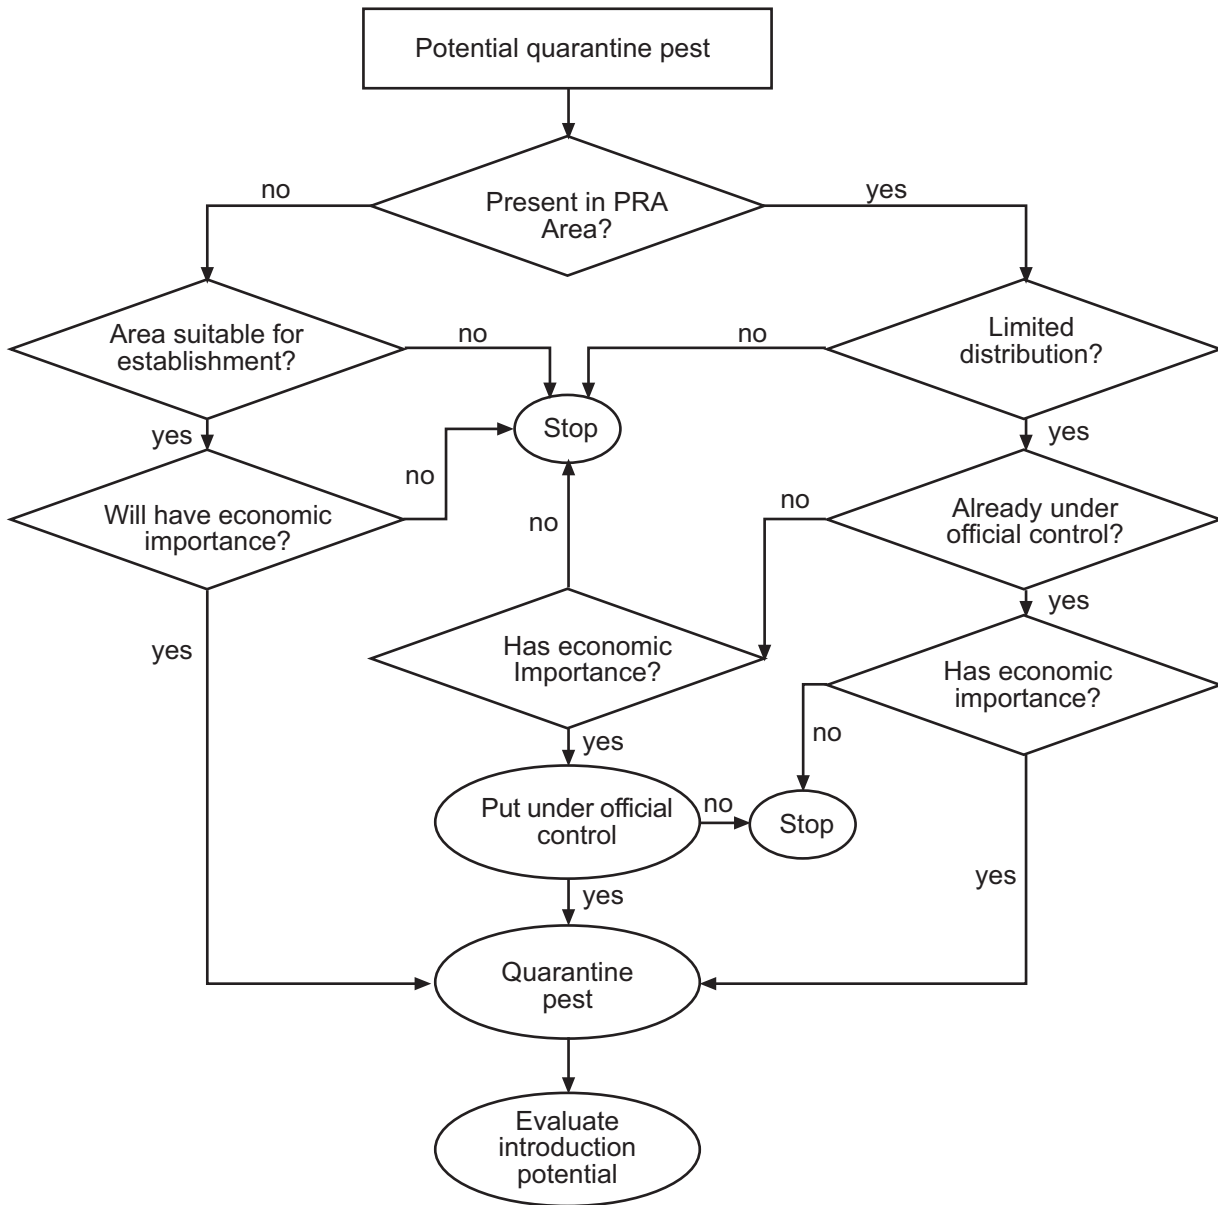 Potential quarantine pest
Present in PRA
Area?
no
yes
Area suitable for
establishment?
no
no
Limited
distribution?
Stop
yes
yes
Will have economic
importance?
no
no
no
Already under
official control?
yes
yes
Has economic
Importance?
Has economic
importance?
yes
no
Put under official
control
no
Stop
yes
yes
Quarantine
pest
Evaluate
introduction
potential